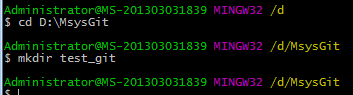 Administrator@MS-201303031839 MINGW32 /d
$ cd D:\MsysGit
Administrator@MS-201303031839 MINGW32 /d/MsysGit
$ mkdir test_git
Administrator@MS-201303031839 MINGW32 /d/MsysGit
$